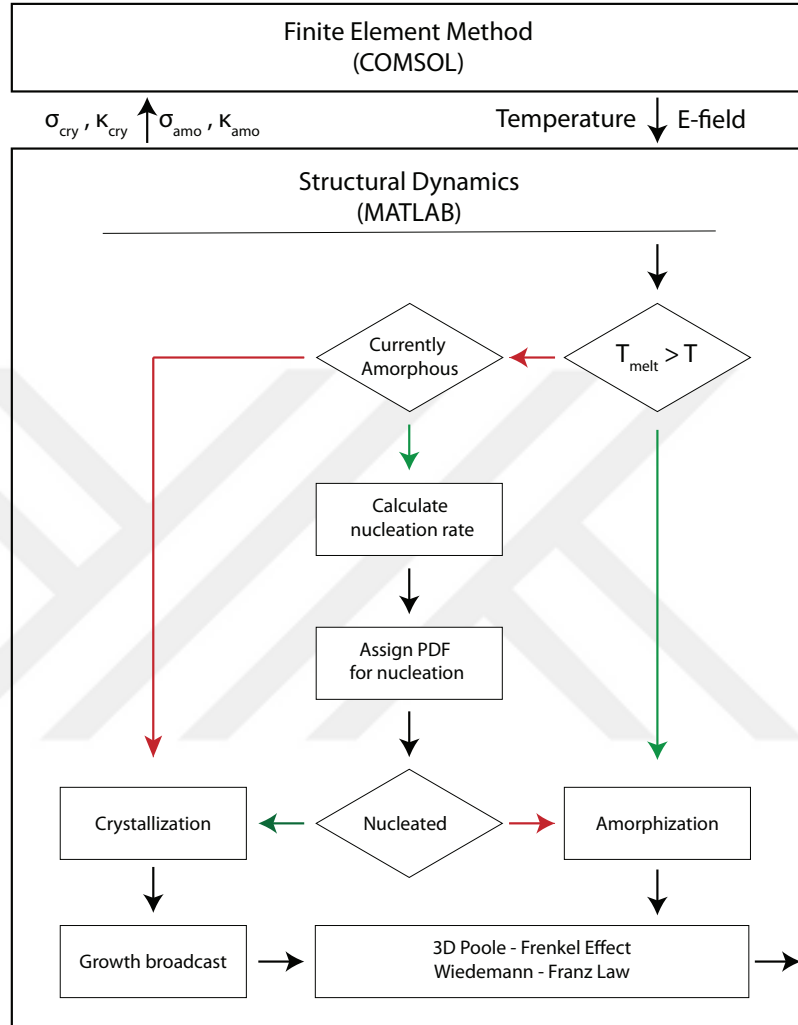 Finite Element Method
(COMSOL)
σcry , κcry σamo , κamo
Temperature E-field
Structural Dynamics
(MATLAB)
Currently
Amorphous
Tmelt > T
Calculate
nucleation rate
Assign PDF
for nucleation
Crystallization
Nucleated
Amorphization
Growth broadcast
3D Poole - Frenkel Effect
Wiedemann - Franz Law